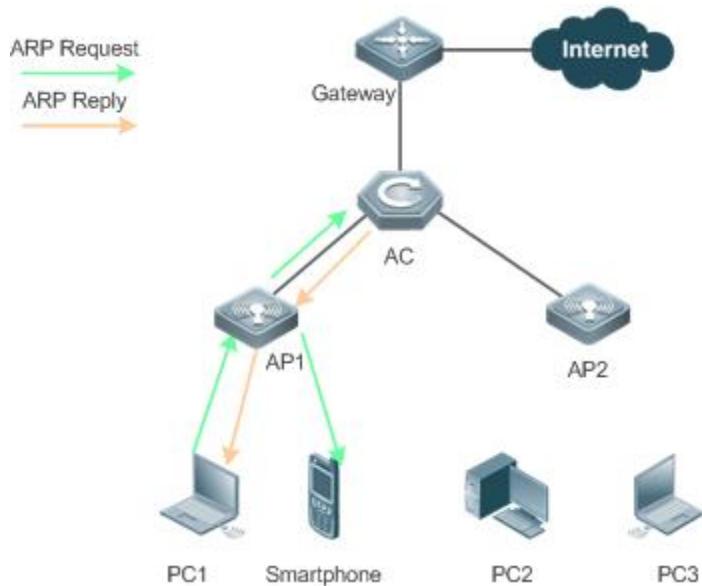 ARP Request
ARP Reply
Internet
Gateway
AC
AP1
AP2
PC1
Smartphone
PC2
PC3